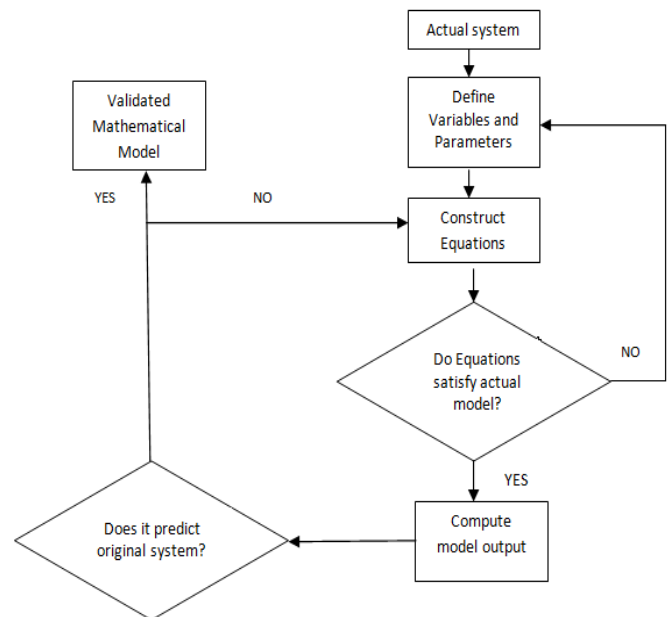 Actual system
Define
Variables and
Parameters
Validated
Mathematical
Model
YES
NO
Construct
Equations
Do Equations
satisfy actual
model?
NO
YES
Compute
model output
Does it predict
original system?